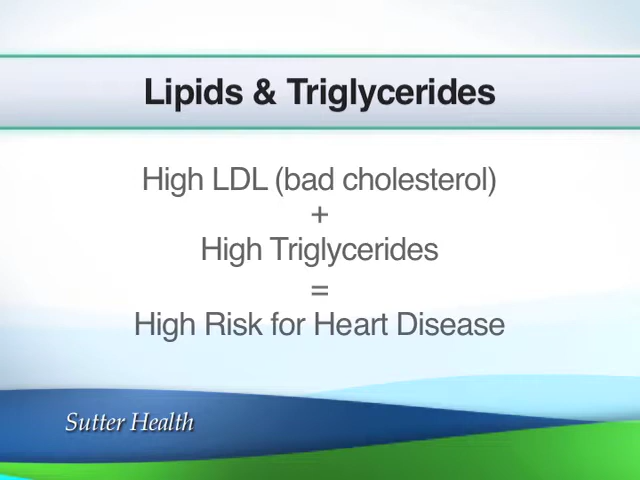 Lipids & Triglycerides
High LDL (bad cholesterol)
+
High Triglycerides
=
High Risk for Heart Disease
Sutter Health